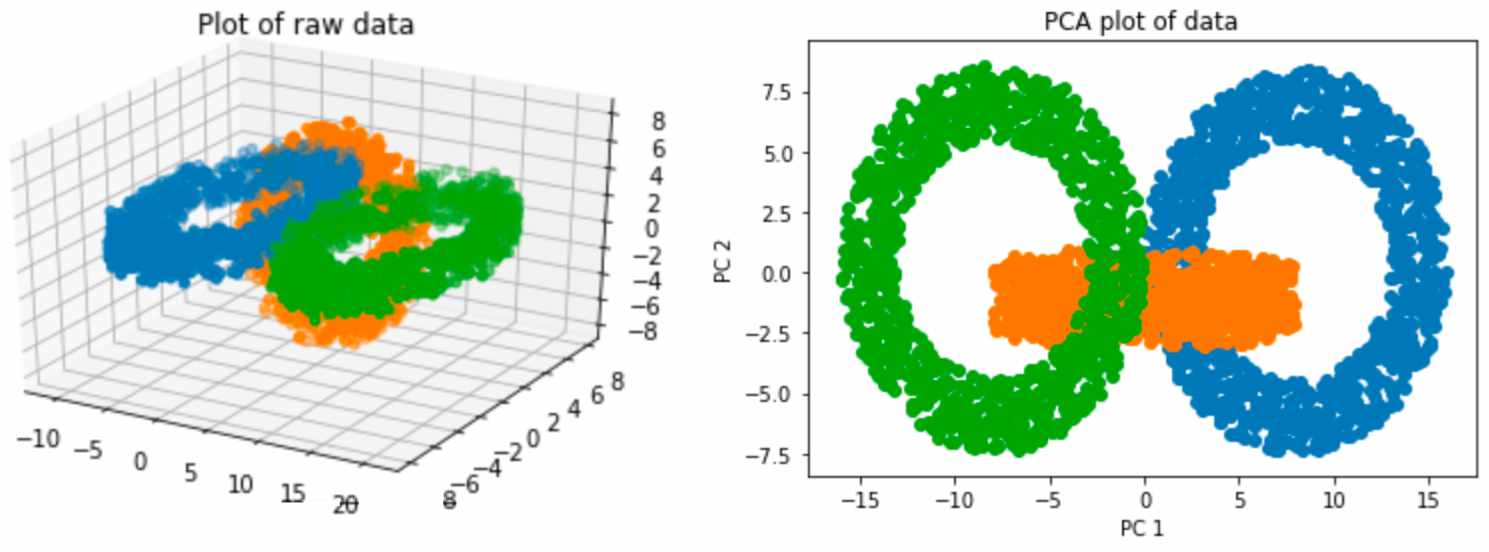 Plot of raw data
8
6
4
2
0
−2
−4
−6
−8
−10 −5 0 5 10 15 20
8 −6 −4 −2 0 2 4 6 8
PCA plot of data
7.5
5.0
2.5
0.0
−2.5
−5.0
−7.5
PC 2
−15 −10 −5 0 5 10 15
PC 1